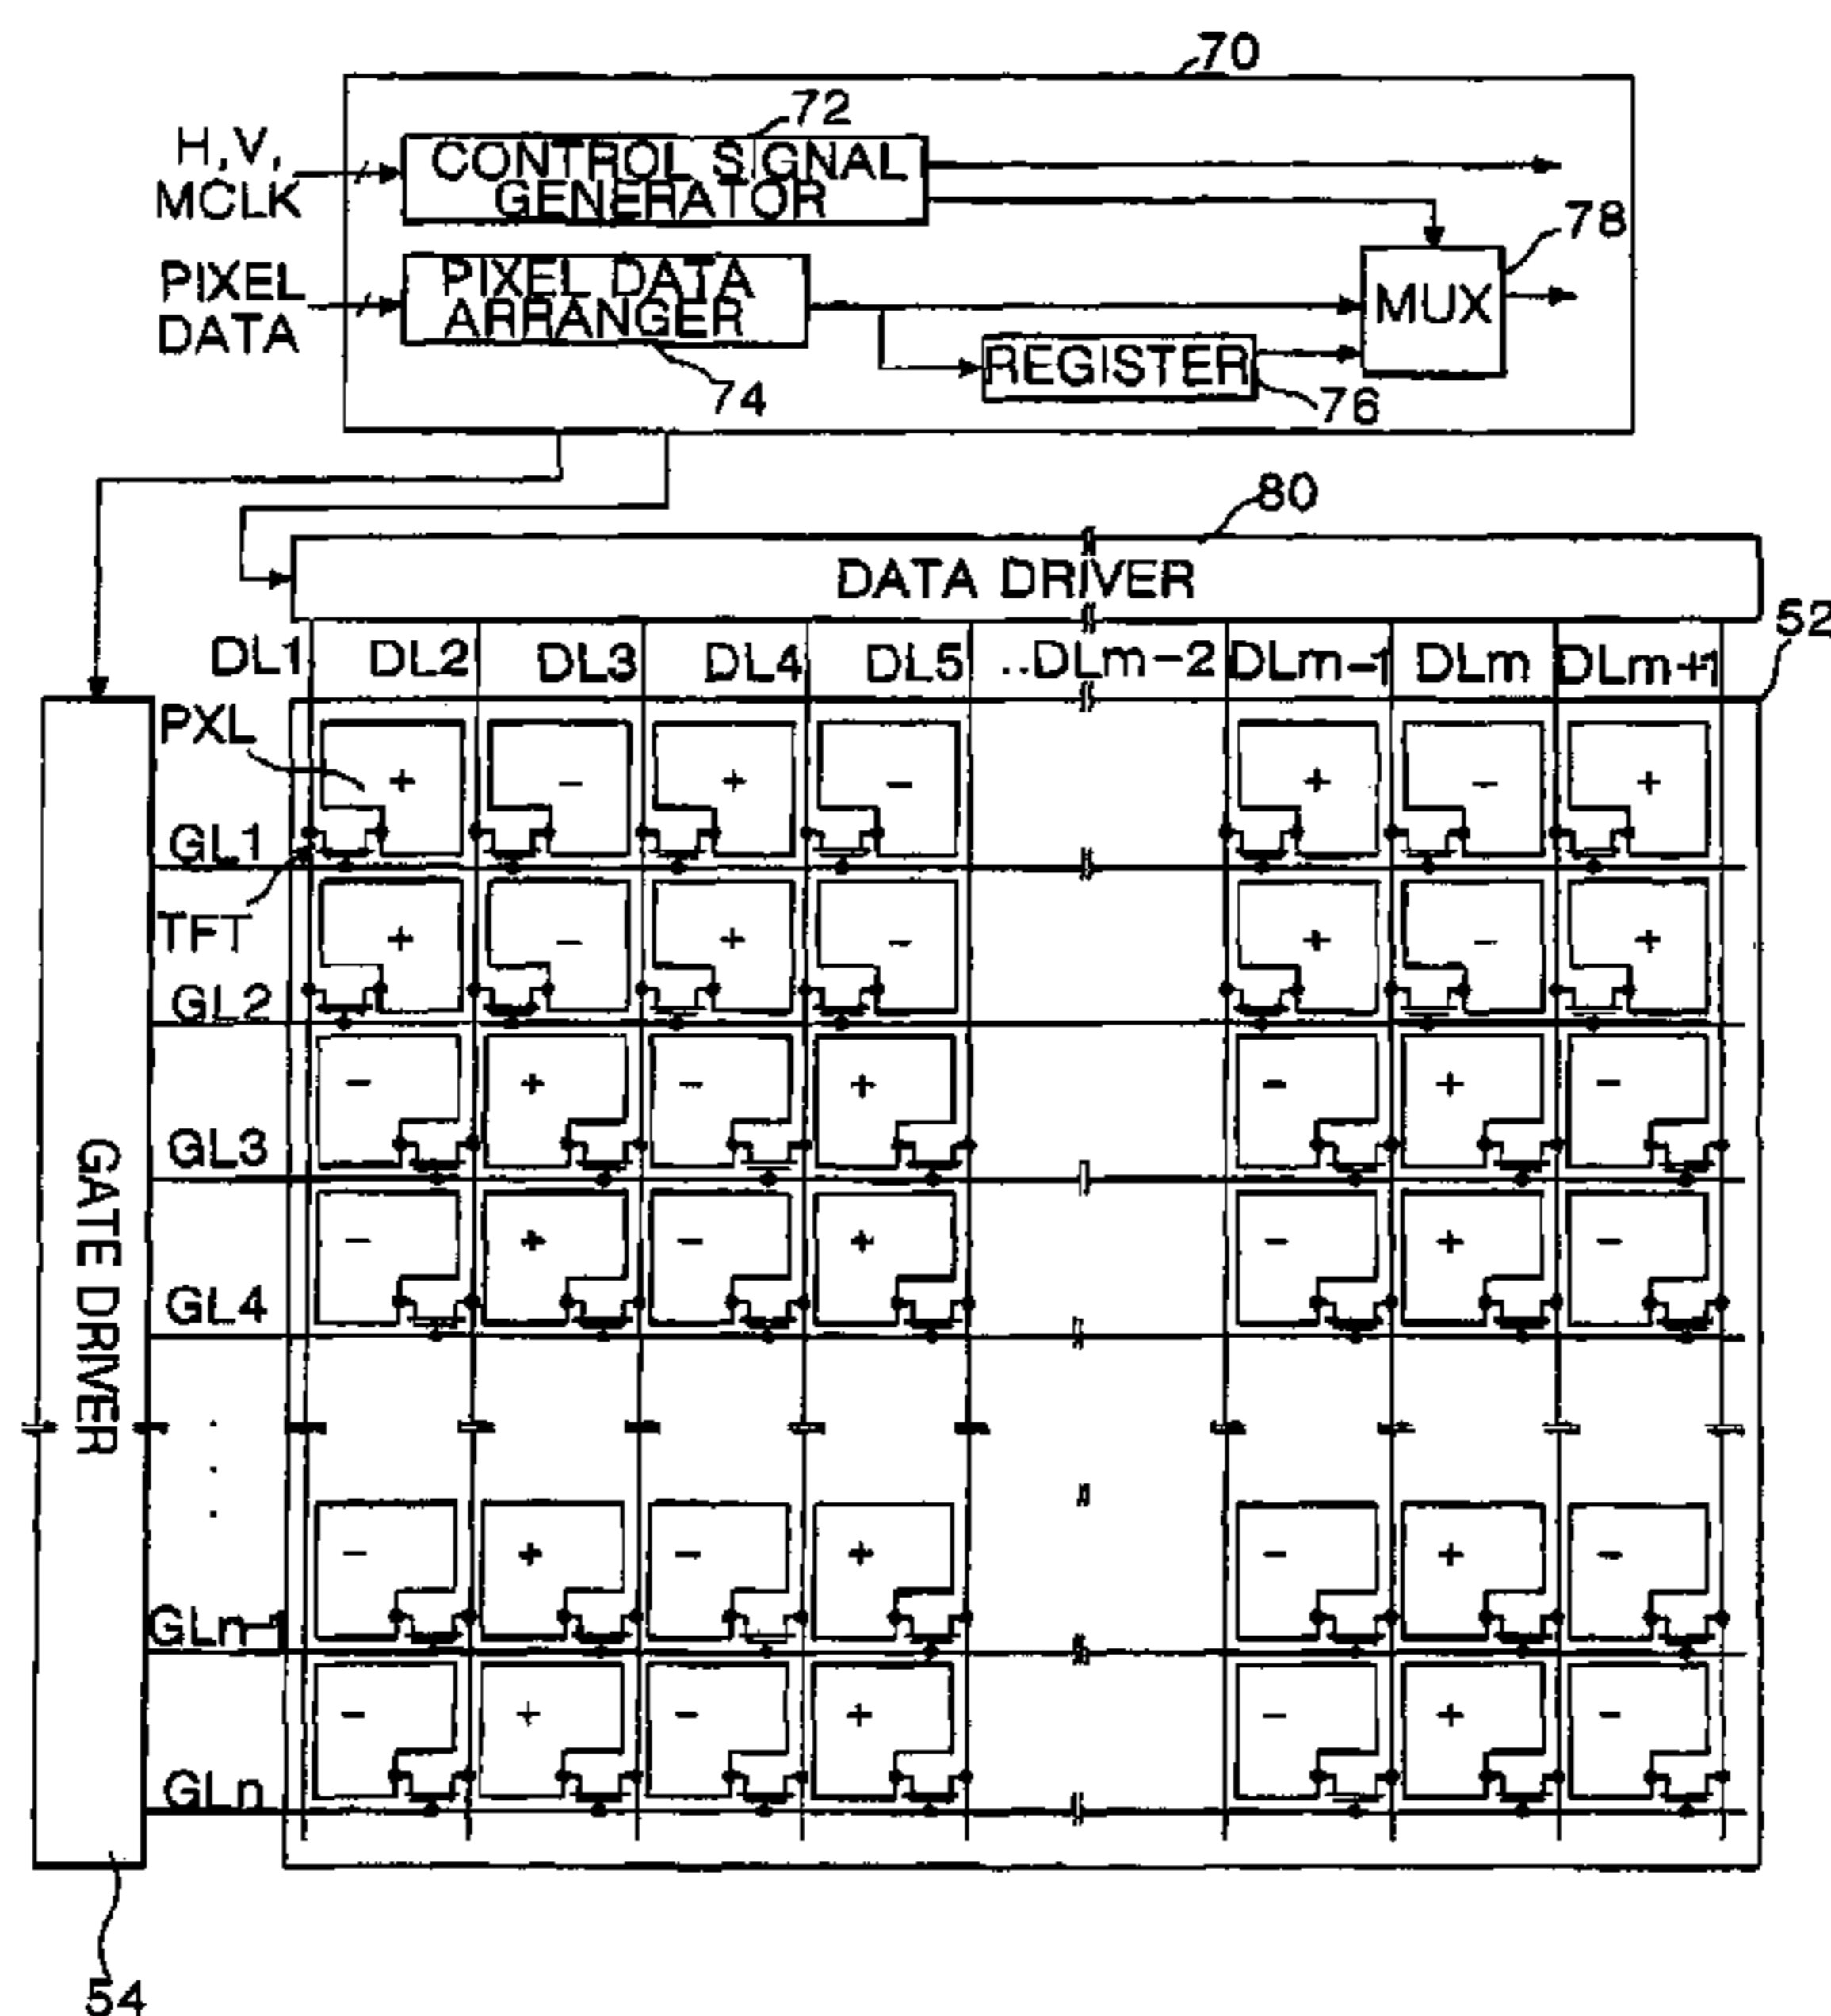 70
72
H,V,
MCLK
CONTROL SIGNAL
GENERATOR
78
PIXEL
DATA
PIXEL DATA
ARRANGER
MUX
REGISTER
74
76
80
DATA DRIVER
52
DL1 DL2 DL3 DL4 DL5 ..DLm-2 DLm-1 DLm DLm+1
PXL
+ - + - + - +
GL1
TFT
+ - + - + - +
GL2
- + - + - + -
GL3
- + - + - + -
GL4
GATE DRIVER
- + - + - + -
GLn-1
- + - + - + -
GLn
54